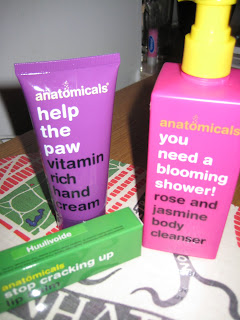 anatomicals
help
the
paw
vitamin
rich
hand
cream
anatomicals
you
need a
blooming
shower!
rose and
jasmine
body
cleanser
Huulivoide
anatomicals
stop cracking up